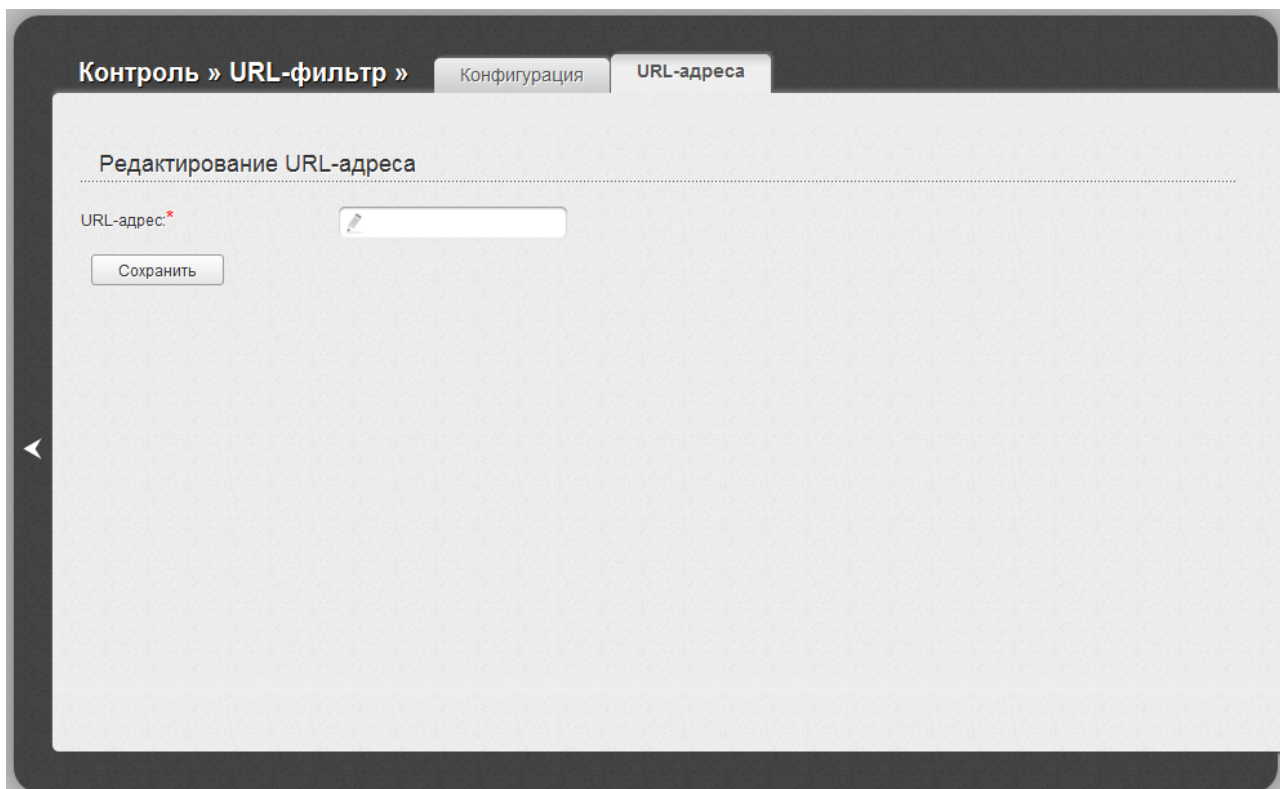 Контроль » URL-фильтр » Конфигурация URL-адреса
Редактирование URL-адреса
URL-адрес:*
Сохранить